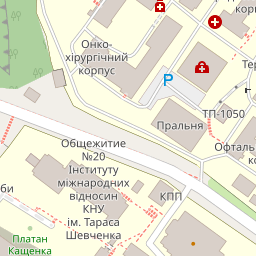 Онко-
хірургічний
корпус
P
ТП-1050
Пральня
Общежитие
№20
Інституту
міжнародних
відносин
КНУ
ім. Тараса
Шевченка
КПП
Платан
Кащенка